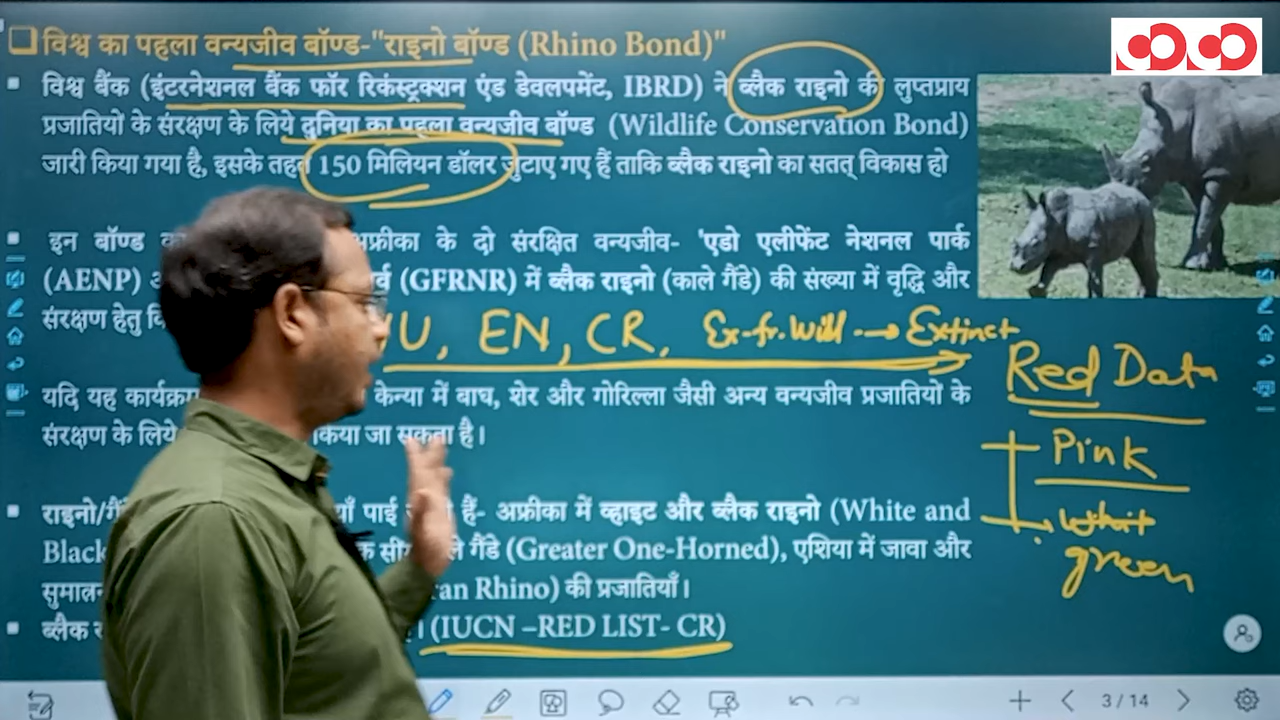 विश्व का पहला वन्यजीव बॉण्ड-"राइनो बॉण्ड (Rhino Bond)"
विश्व बैंक (इंटरनेशनल बैंक फॉर रिकंस्ट्रक्शन एंड डेवलपमेंट, IBRD) ने ब्लैक राइनो की लुप्तप्राय
प्रजातियों के संरक्षण के लिये दुनिया का पहला वन्यजीव बॉण्ड (Wildlife Conservation Bond)
जारी किया गया है, इसके तहत 150 मिलियन डॉलर जुटाए गए हैं ताकि ब्लैक राइनो का सतत् विकास हो
इन बॉण्ड के दो संरक्षित वन्यजीव- 'एडो एलीफेंट नेशनल पार्क
(AENP) (GFRNR) में ब्लैक राइनो (काले गैंडे) की संख्या में वृद्धि और
संरक्षण हेतु
U, EN, CR, Ex-fr. Wild → Extinct
Red Data
यदि यह केन्या में बाघ, शेर और गोरिल्ला जैसी अन्य वन्यजीव प्रजातियों के
संरक्षण के लिये किया जा सकता है।
Pink
राइनो हैं- अफ्रीका में व्हाइट और ब्लैक राइनो (White and
Black गैंडे (Greater One-Horned), एशिया में जावा और
green
Rhino) की प्रजातियाँ।
ब्लैक (IUCN –RED LIST- CR)
3 / 14